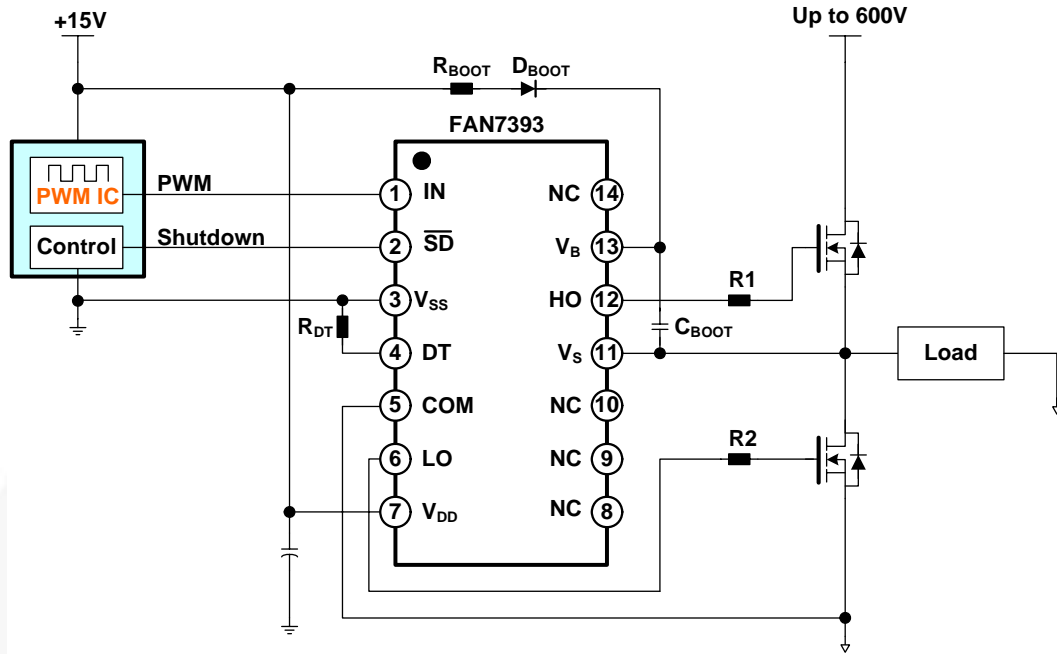 +15V
Up to 600V
RBOOT DBOOT
FAN7393
PWM IC
PWM
1 IN
NC 14
Control
Shutdown
2 SD
VB 13
3 VSS
HO 12
R1
RDT
CBOOT
4 DT
VS 11
Load
5 COM
NC 10
6 LO
NC 9
R2
7 VDD
NC 8